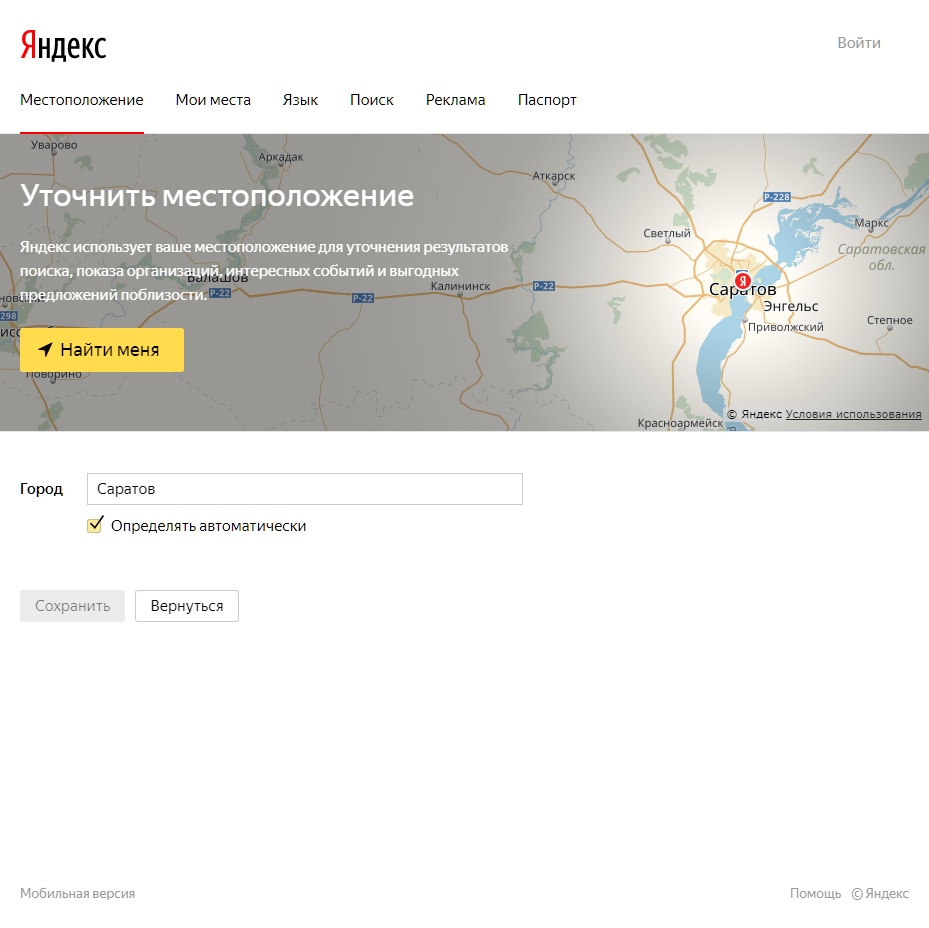 Яндекс
Войти
Местоположение Мои места Язык Поиск Реклама Паспорт
Уварово
Аркадак
Аткарск
Уточнить местоположение
Р-228
Маркс
Светлый
Яндекс использует ваше местоположение для уточнения результатов
Саратовская
обл.
поиска, показа организаций, интересных событий и выгодных
Балашов
Калининск
Саратов
Я
предложений поблизости.
Р-22
Р-22
Р-22
Энгельс
298
Приволжский
Степное
Найти меня
Поворино
Красноармейск
© Яндекс Условия использования
Город
Саратов
Определять автоматически
Сохранить
Вернуться
Мобильная версия
Помощь © Яндекс